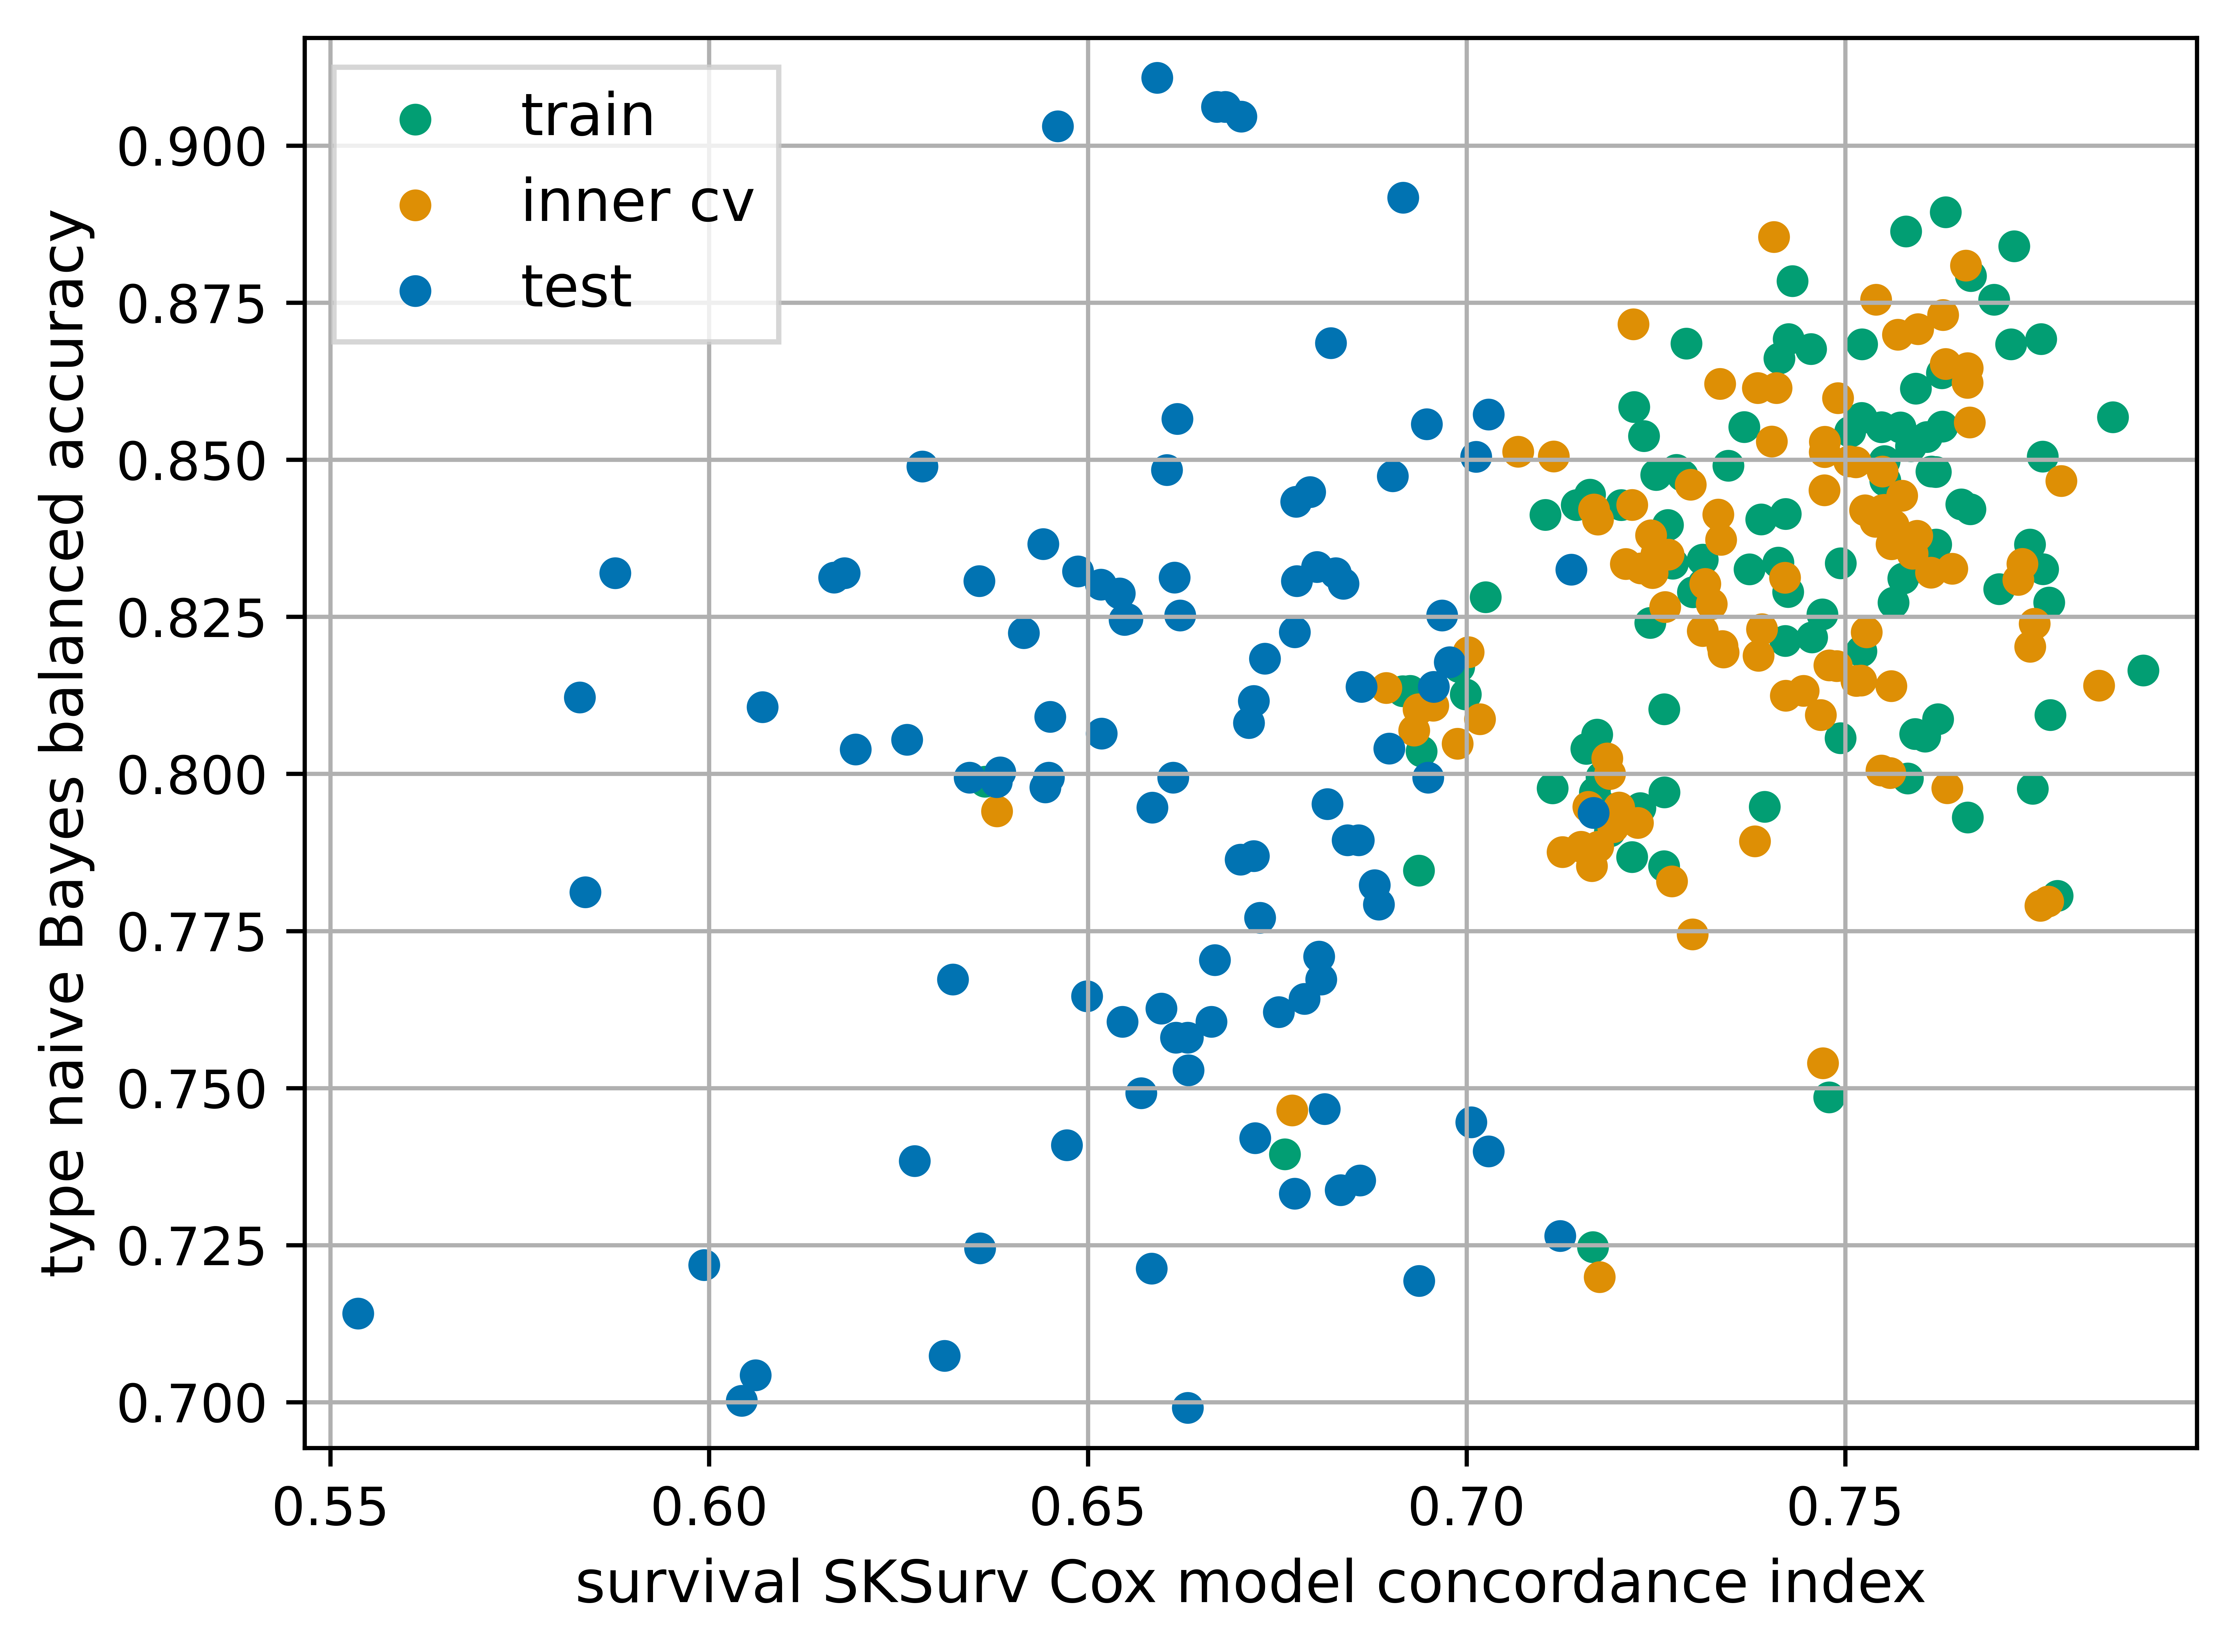 train
inner cv
test
type naive Bayes balanced accuracy
0.900
0.875
0.850
0.825
0.800
0.775
0.750
0.725
0.700
0.55 0.60 0.65 0.70 0.75
survival SKSurv Cox model concordance index